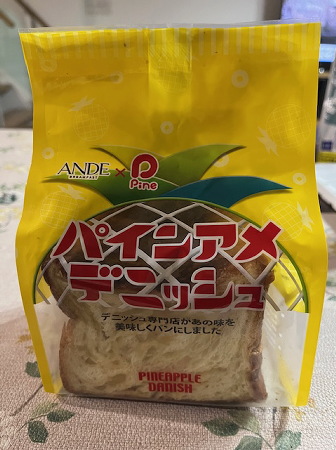 ANDE × Pine
BREAKFAST
パインアメ
デニッシュ
デニッシュ専門店があの味を
美味しくパンにしました
PINEAPPLE
DANISH